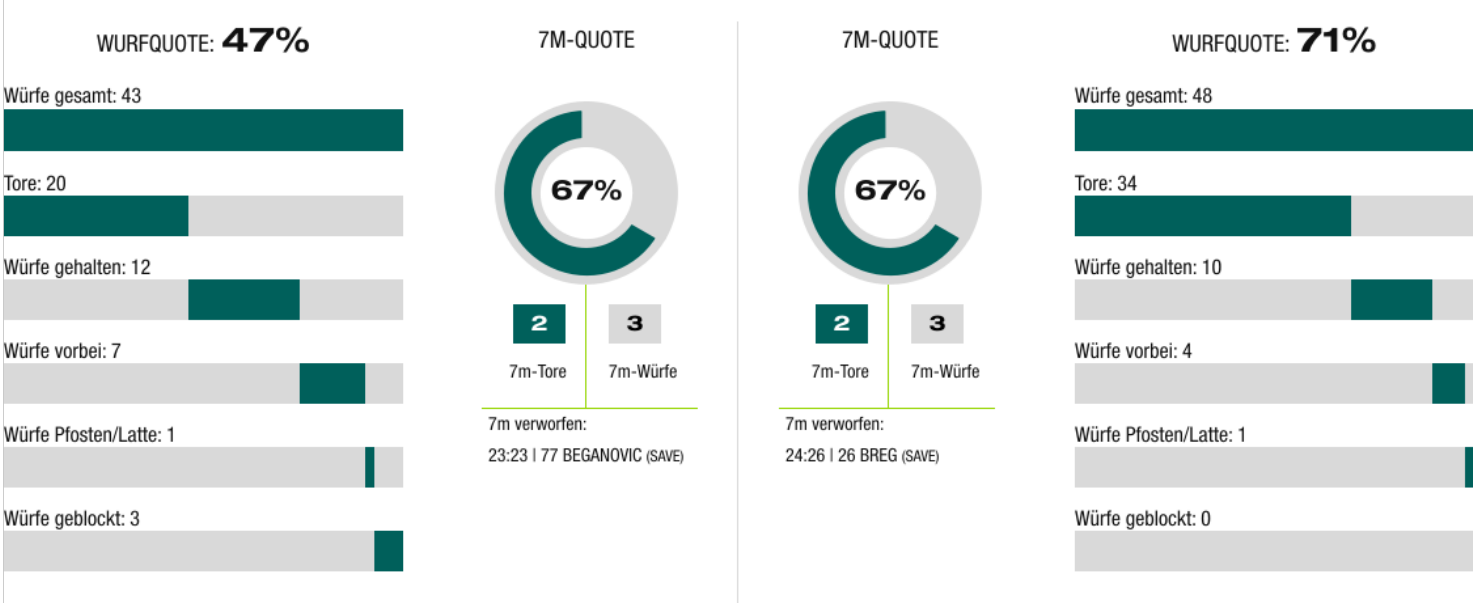 WURFQUOTE: 47%
Würfe gesamt: 43
Tore: 20
Würfe gehalten: 12
Würfe vorbei: 7
Würfe Pfosten/Latte: 1
Würfe geblockt: 3
7M-QUOTE
67%
2 3
7m-Tore 7m-Würfe
7m verworfen:
23:23 | 77 BEGANOVIC (SAVE)
7M-QUOTE
67%
2 3
7m-Tore 7m-Würfe
7m verworfen:
24:26 | 26 BREG (SAVE)
WURFQUOTE: 71%
Würfe gesamt: 48
Tore: 34
Würfe gehalten: 10
Würfe vorbei: 4
Würfe Pfosten/Latte: 1
Würfe geblockt: 0